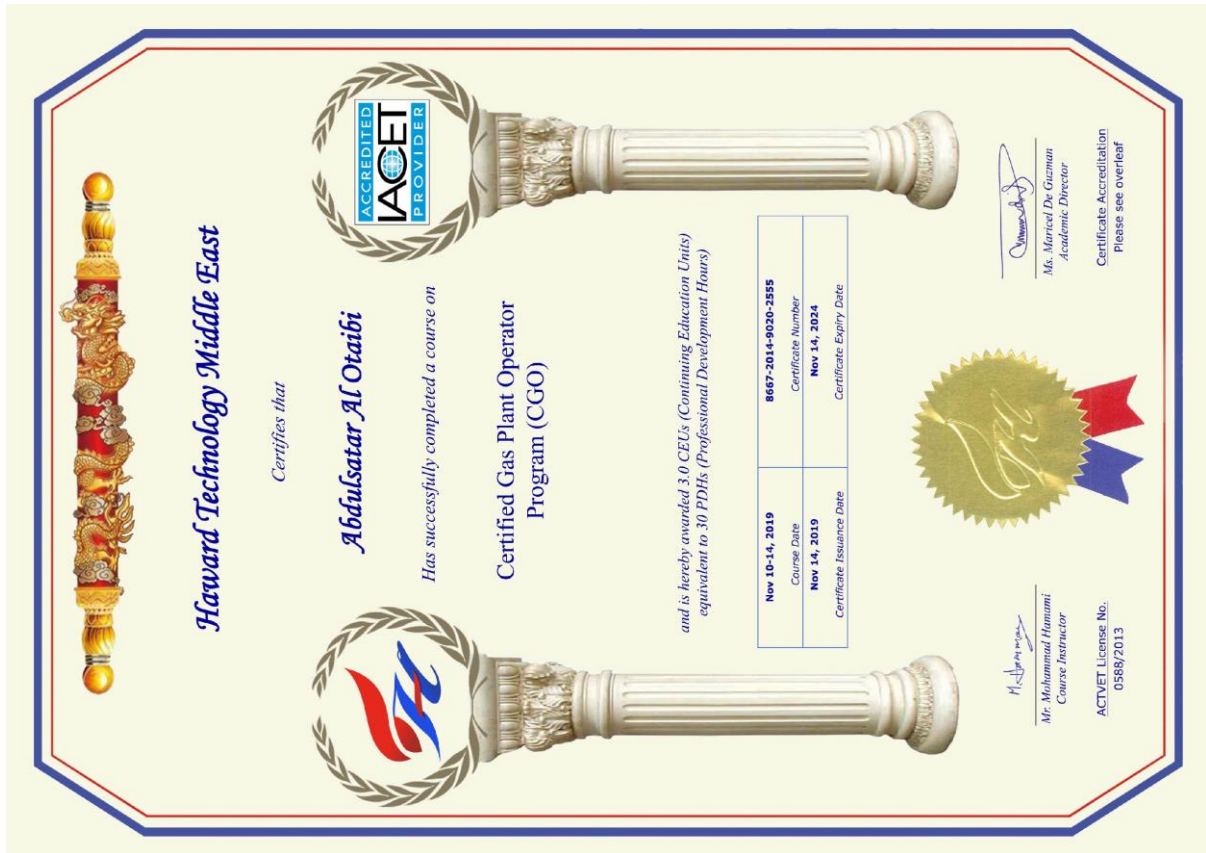 Haward Technology Middle East
Certifies that
Abdulsatar Al Otaibi
Has successfully completed a course on
Certified Gas Plant Operator
Program (CGO)
ACCREDITED
IACET
PROVIDER
and is hereby awarded 3.0 CEUs (Continuing Education Units)
equivalent to 30 PDHs (Professional Development Hours)
Nov 10-14, 2019
Course Date
8667-2014-9020-2555
Certificate Number
Nov 14, 2019
Certificate Issuance Date
Nov 14, 2024
Certificate Expiry Date
Mr. Mohammad Hamami
Course Instructor
ACTVET License No.
0588/2013
Ms. Maricel De Guzman
Academic Director
Certificate Accreditation
Please see overleaf